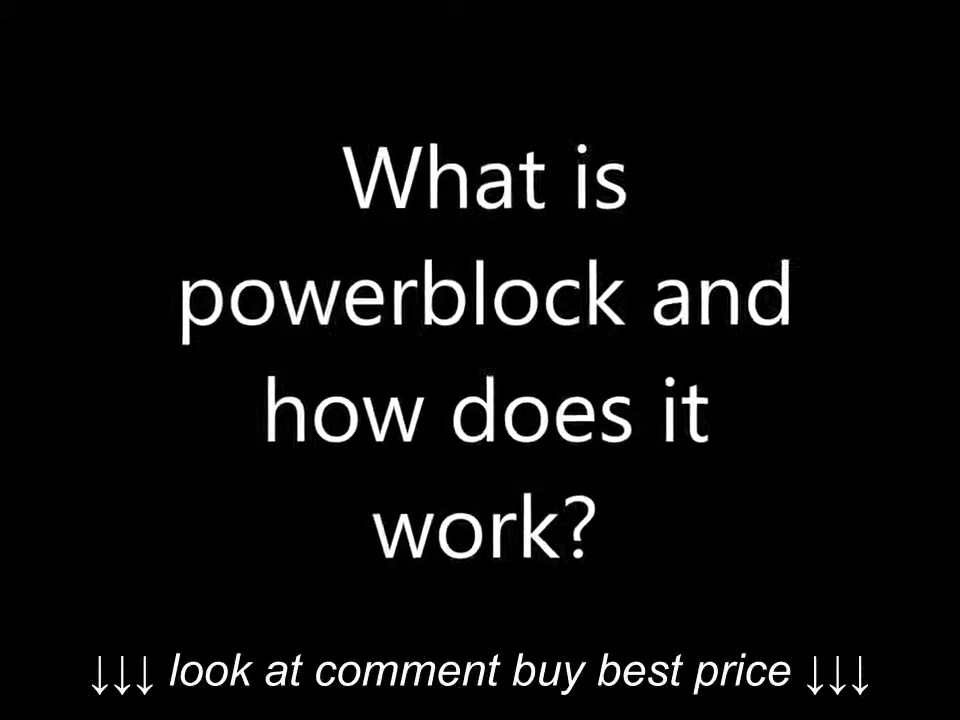 What is
powerblock and
how does it
work?
↓↓↓ look at comment buy best price ↓↓↓